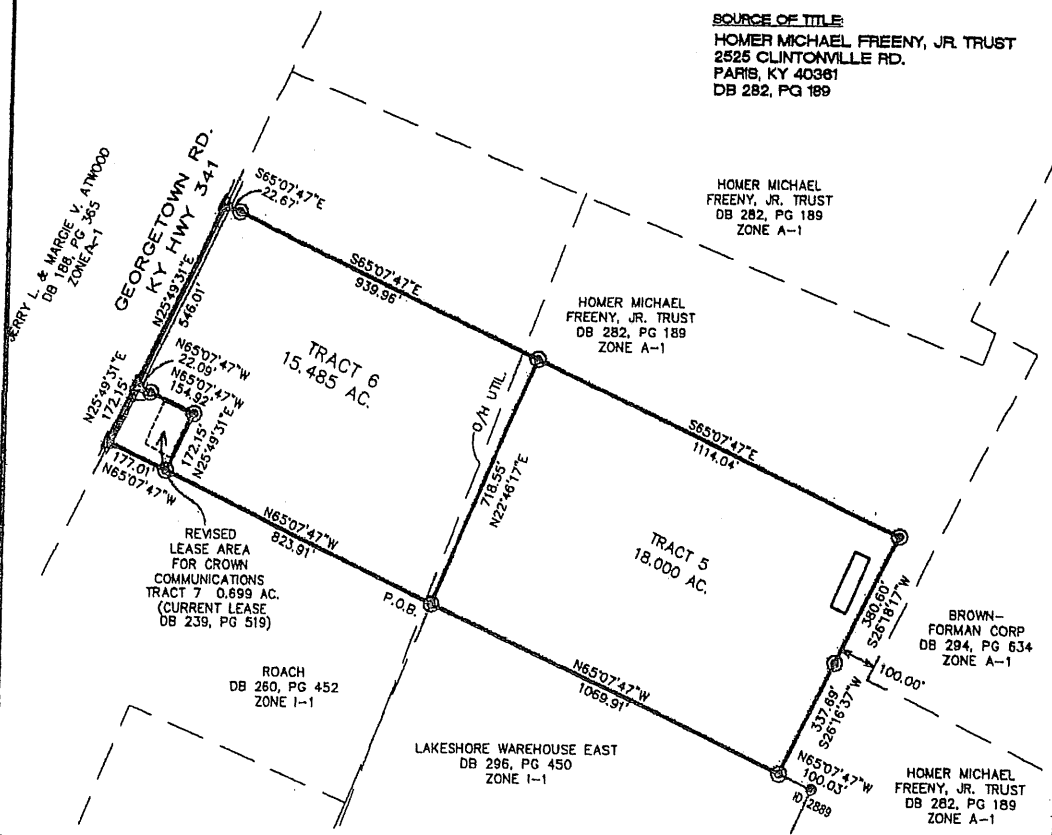 SOURCE OF TITLE:
HOMER MICHAEL FREENY, JR. TRUST
2525 CLINTONVILLE RD.
PARIS, KY 40361
DB 282, PG 189
JERRY L. & MARGIE V. ATWOOD
DB 188, PG 365
ZONE A-1
GEORGETOWN RD.
KY HWY 341
S65°07'47"E
22.67'
HOMER MICHAEL
FREENY, JR. TRUST
DB 282, PG 189
ZONE A-1
N25°49'31"E
546.01'
S65°07'47"E
939.96'
HOMER MICHAEL
FREENY, JR. TRUST
DB 282, PG 189
ZONE A-1
TRACT 6
15.485 AC.
N65°07'47"W
22.09'
N65°07'47"W
154.92'
N25°49'31"E
172.15'
172.15'
N25°49'31"E
O/H UTIL.
718.55'
N22°46'17"E
S65°07'47"E
1114.04'
177.01'
N65°07'47"W
N65°07'47"W
823.91'
REVISED
LEASE AREA
FOR CROWN
COMMUNICATIONS
TRACT 7 0.699 AC.
(CURRENT LEASE
DB 239, PG 519)
P.O.B.
TRACT 5
18.000 AC.
380.60'
S26°18'17"W
BROWN-
FORMAN CORP
DB 294, PG 634
ZONE A-1
100.00'
ROACH
DB 260, PG 452
ZONE I-1
N65°07'47"W
1069.91'
337.69'
S26°16'37"W
LAKESHORE WAREHOUSE EAST
DB 296, PG 450
ZONE I-1
N65°07'47"W
100.03'
ID 2889
HOMER MICHAEL
FREENY, JR. TRUST
DB 282, PG 189
ZONE A-1